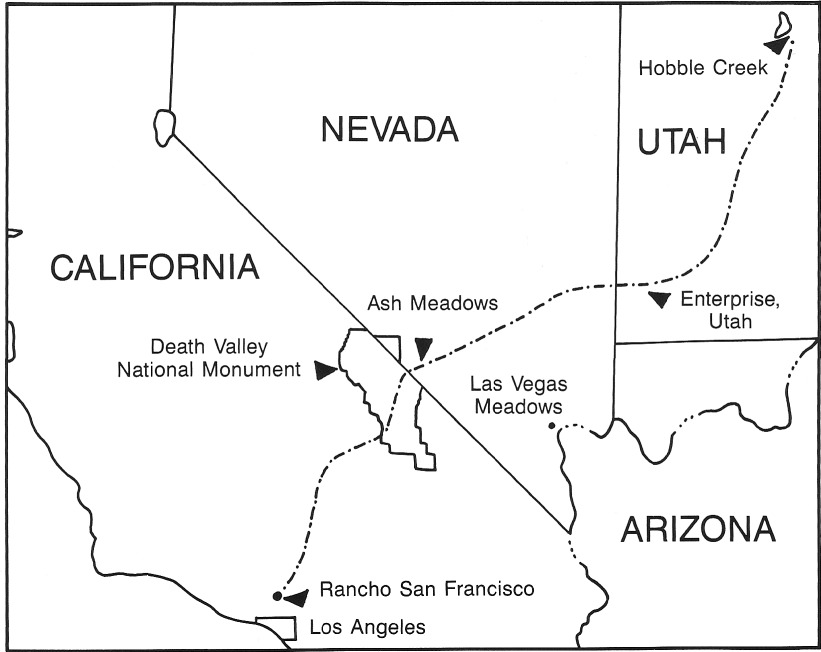 Hobble Creek
NEVADA
UTAH
CALIFORNIA
Ash Meadows
Enterprise,
Utah
Death Valley
National Monument
Las Vegas
Meadows
ARIZONA
Rancho San Francisco
Los Angeles